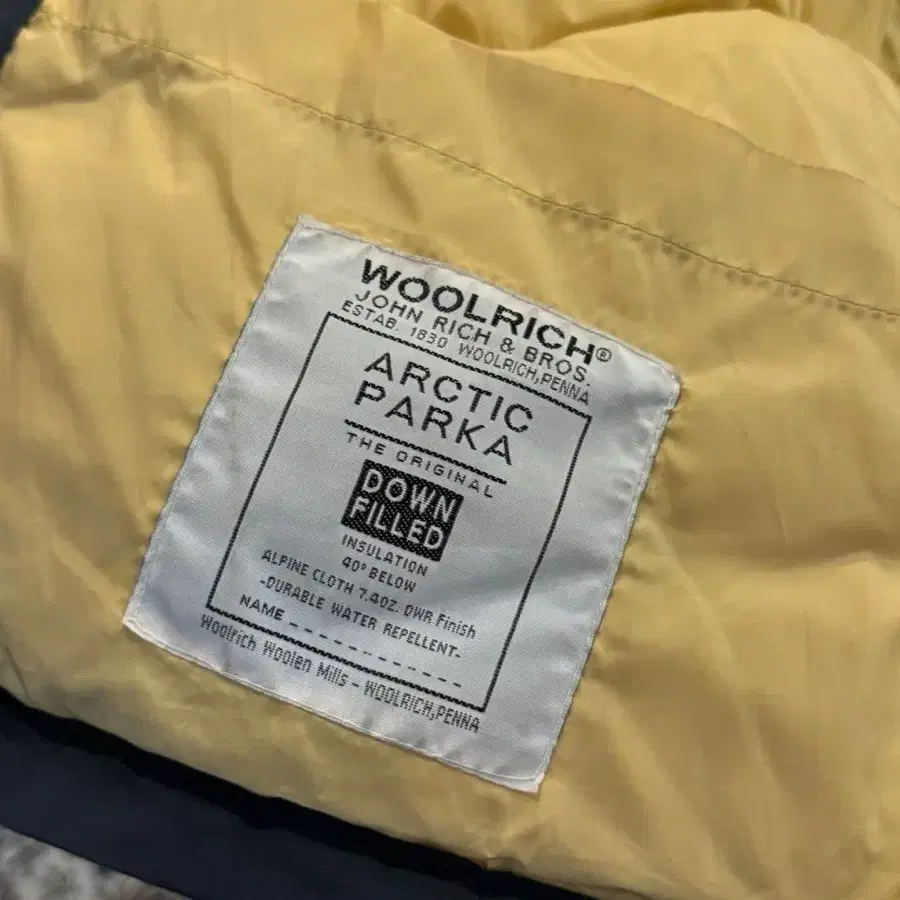 WOOLRICH®
JOHN RICH & BROS.
ESTAB. 1830 WOOLRICH,PENNA
ARCTIC
PARKA
THE ORIGINAL
DOWN
FILLED
INSULATION
40° BELOW
ALPINE CLOTH 7.4OZ. DWR Finish
-DURABLE WATER REPELLENT-
NAME _ _ _ _ _ _ _ _ _
Woolrich Woolen Mills - WOOLRICH,PENNA